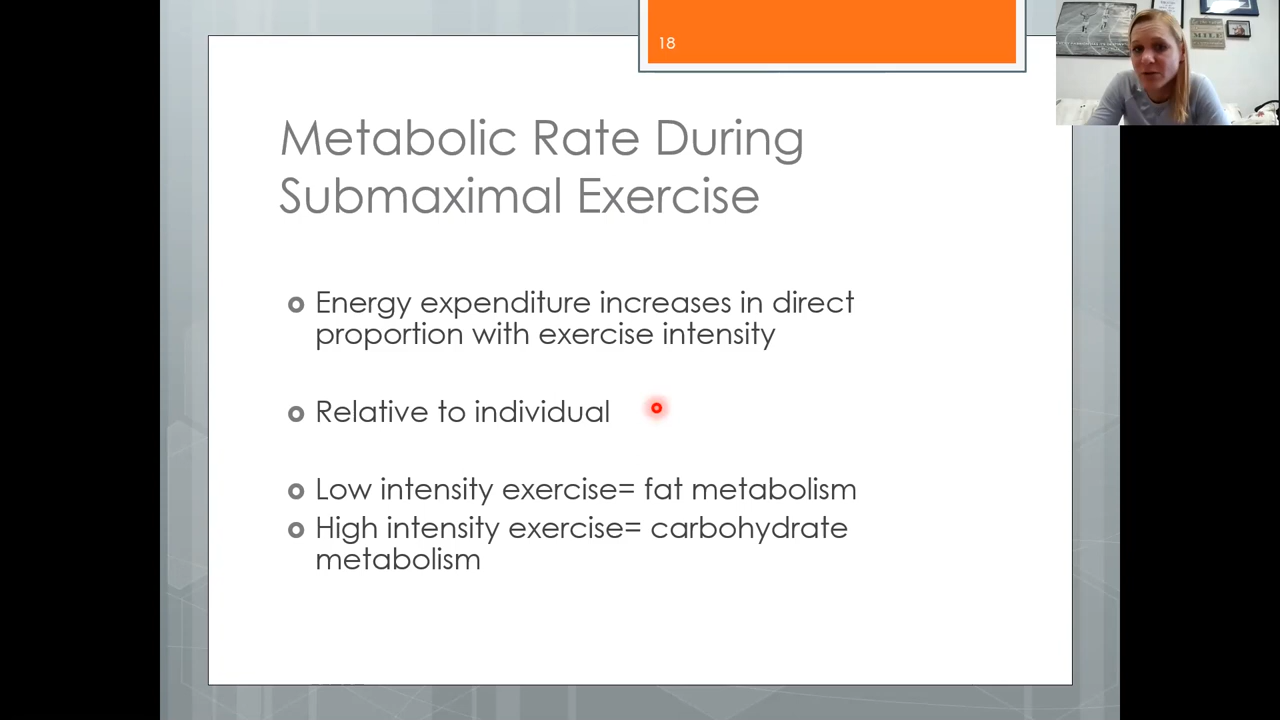 18
Metabolic Rate During
Submaximal Exercise
Energy expenditure increases in direct
proportion with exercise intensity
Relative to individual
Low intensity exercise= fat metabolism
High intensity exercise= carbohydrate
metabolism